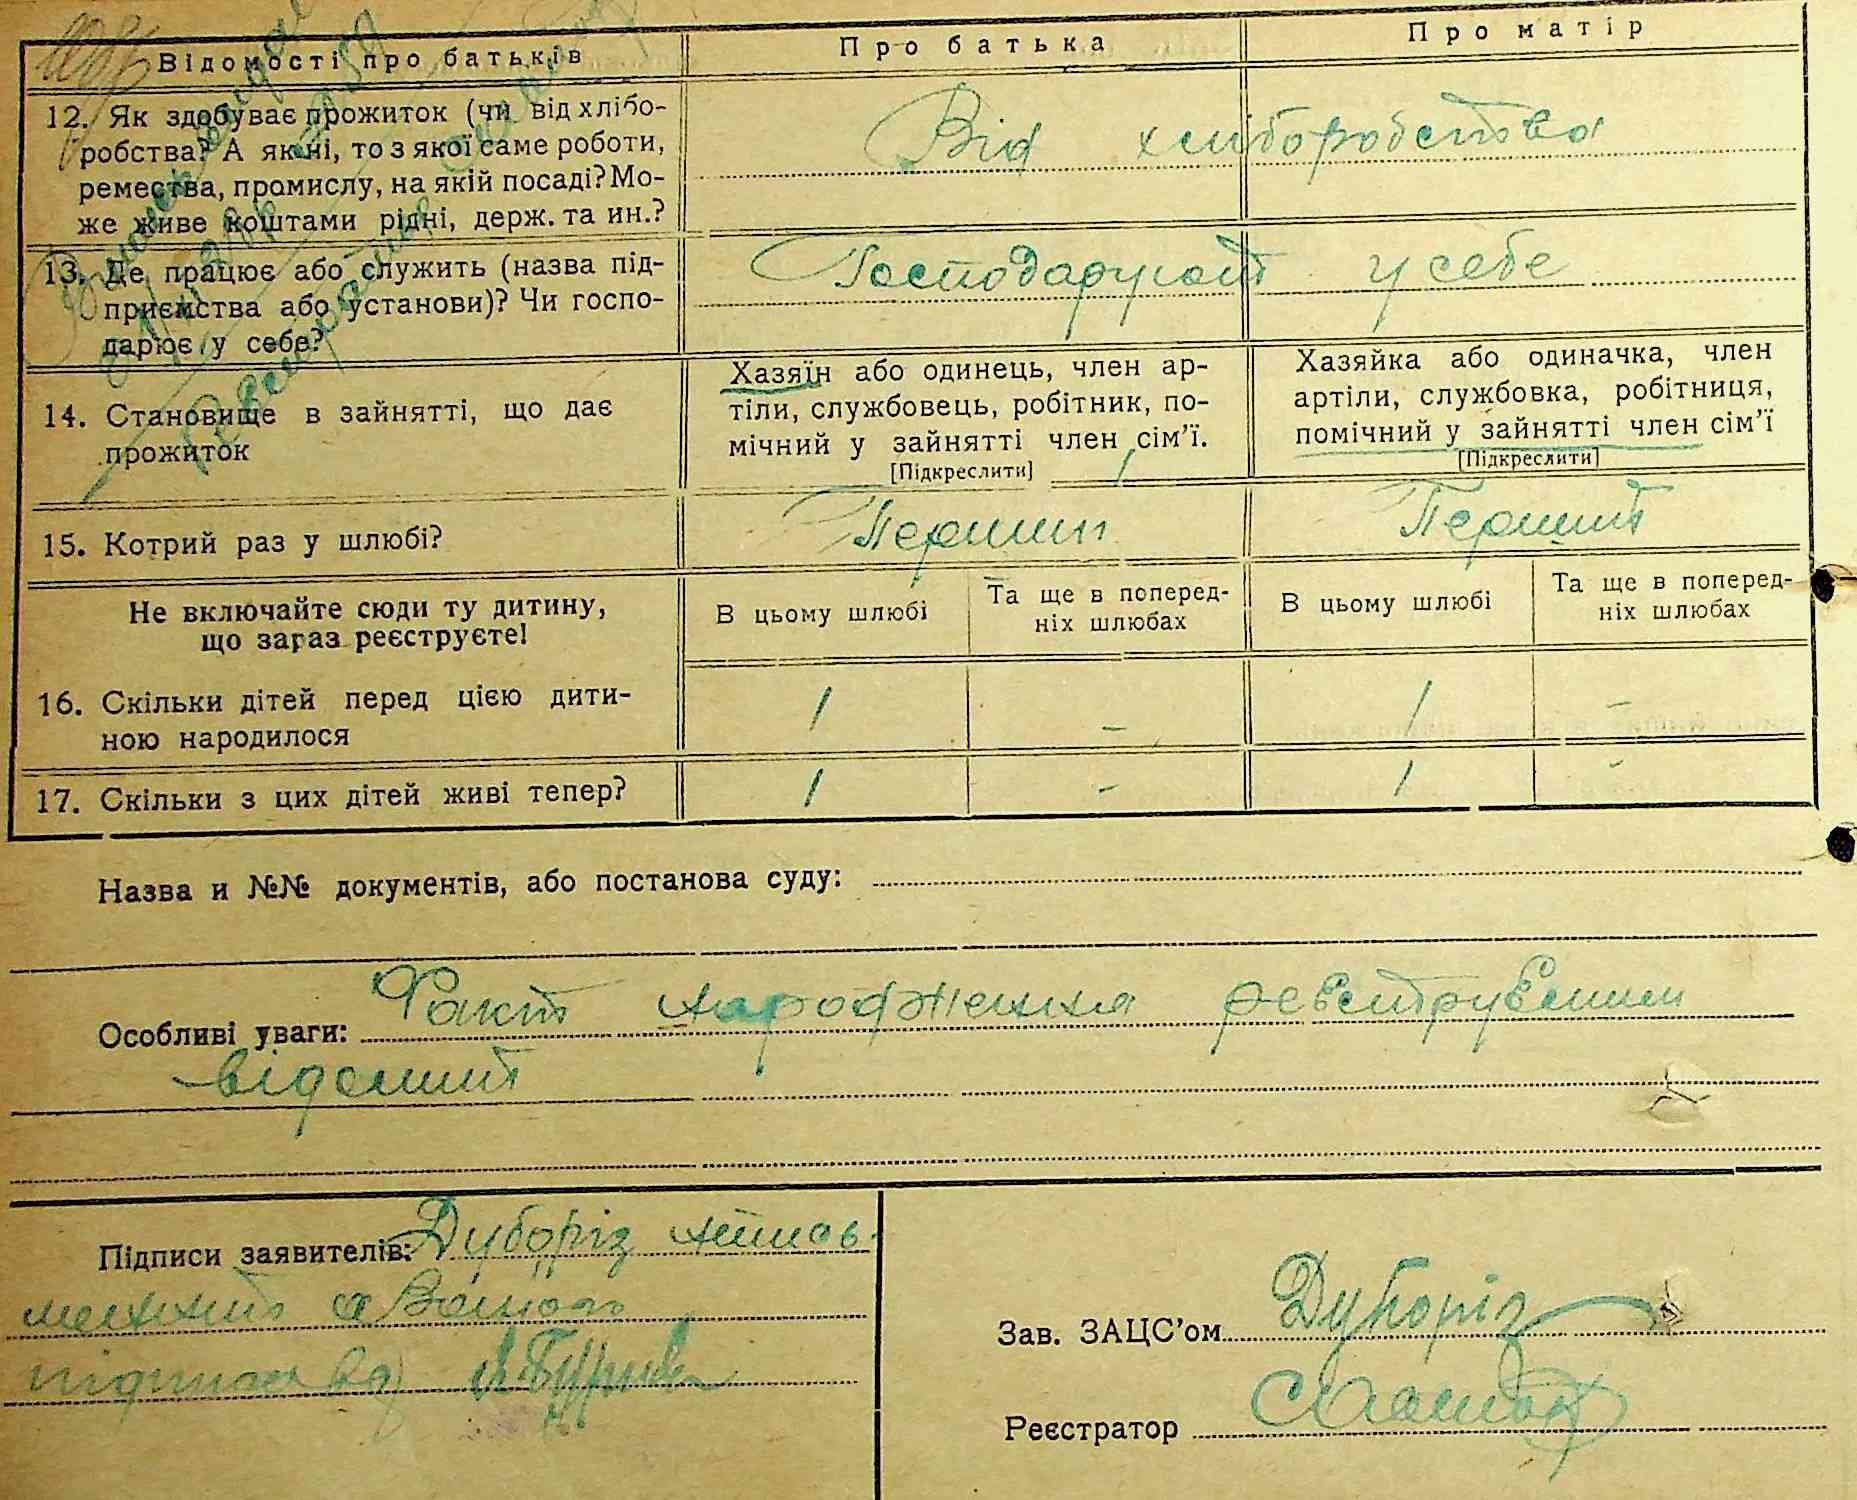 Відомості про батьків
Про батька
Про матір
12. Як здобуває прожиток (чи від хлібо-
робства? А як ні, то з якої саме роботи,
ремества, промислу, на якій посаді? Мо-
же живе коштами рідні, держ. та ин.?
Від хліборобства
13. Де працює або служить (назва під-
приємства або установи)? Чи госпо-
дарює у себе?
Господарують у себе
14. Становище в зайнятті, що дає
прожиток
Хазяїн або одинець, член ар-
тіли, службовець, робітник, по-
мічний у зайнятті член сім’ї.
[Підкреслити]
Хазяйка або одиначка, член
артіли, службовка, робітниця,
помічний у зайнятті член сім’ї
[Підкреслити]
15. Котрий раз у шлюбі?
Перший
Перший
Не включайте сюди ту дитину,
що зараз реєструєте!
В цьому шлюбі
Та ще в поперед-
ніх шлюбах
В цьому шлюбі
Та ще в поперед-
ніх шлюбах
16. Скільки дітей перед цією дити-
ною народилося
1 - 1 -
17. Скільки з цих дітей живі тепер?
1 - 1 -
Назва и №№ документів, або постанова суду:
Особливі уваги: Факт народження
відомий
Підписи заявителів: Дуборіз
Зав. ЗАЦС’ом Дуборіз
Реєстратор